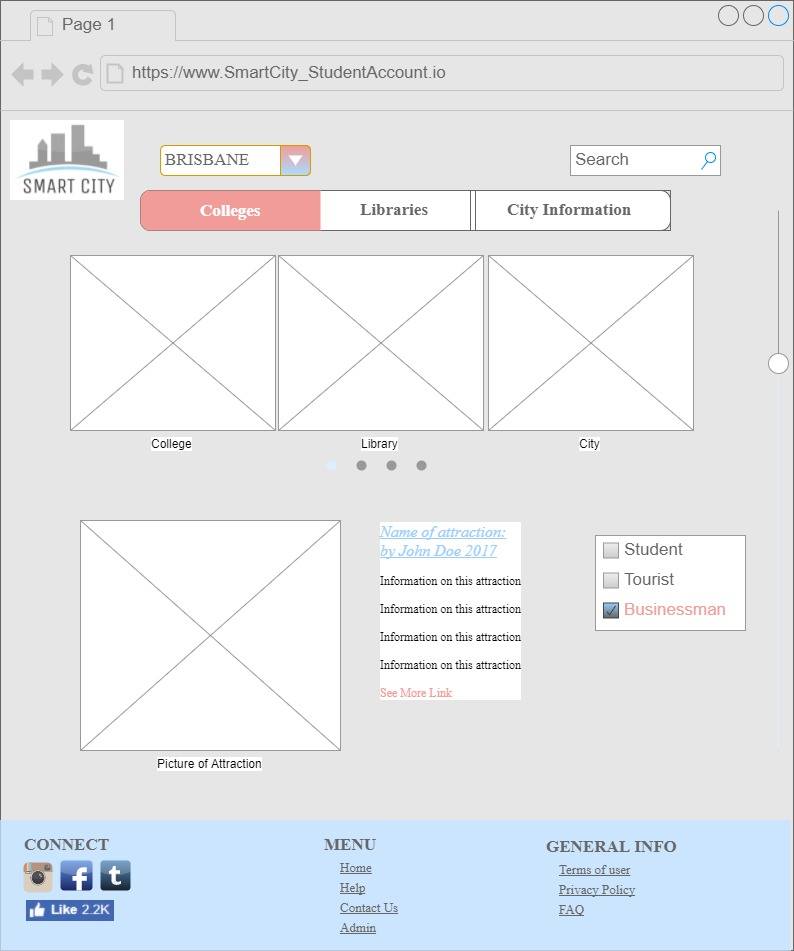 Page 1
https://www.SmartCity_StudentAccount.io
SMART CITY
BRISBANE
Search
Colleges
Libraries
City Information
College
Library
City
Name of attraction:
by John Doe 2017
Information on this attraction
Information on this attraction
Information on this attraction
Information on this attraction
See More Link
Student
Tourist
Businessman
Picture of Attraction
CONNECT
f
t
Like 2.2K
MENU
Home
Help
Contact Us
Admin
GENERAL INFO
Terms of user
Privacy Policy
FAQ